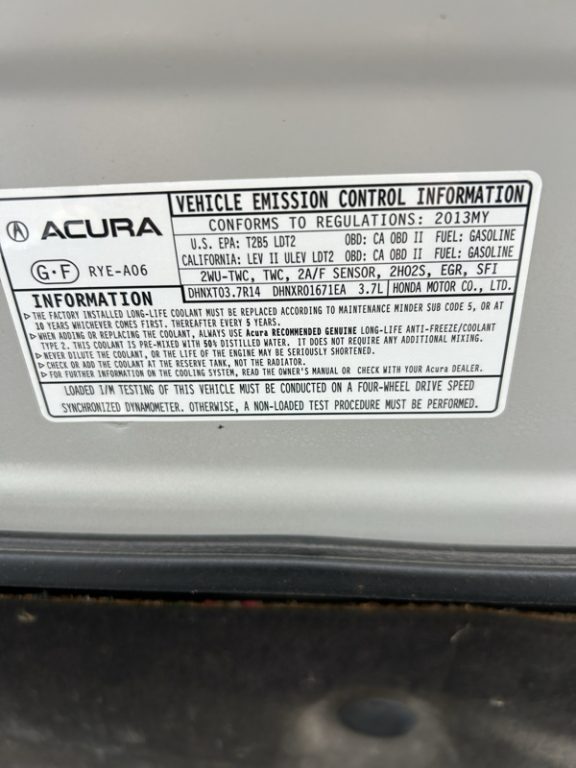 VEHICLE EMISSION CONTROL INFORMATION
ACURA
CONFORMS TO REGULATIONS: 2013MY
U.S. EPA: T2B5 LDT2 OBD: CA OBD II FUEL: GASOLINE
CALIFORNIA: LEV II ULEV LDT2 OBD: CA OBD II FUEL: GASOLINE
G·F RYE-A06
2WU-TWC, TWC, 2A/F SENSOR, 2HO2S, EGR, SFI
DHNXT03.7R14 DHNXR01671EA 3.7L HONDA MOTOR CO., LTD.
INFORMATION
▷THE FACTORY INSTALLED LONG-LIFE COOLANT MUST BE REPLACED ACCORDING TO MAINTENANCE MINDER SUB CODE 5, OR AT
10 YEARS WHICHEVER COMES FIRST. THEREAFTER EVERY 5 YEARS.
▷WHEN ADDING OR REPLACING THE COOLANT, ALWAYS USE Acura RECOMMENDED GENUINE LONG-LIFE ANTI-FREEZE/COOLANT
TYPE 2. THIS COOLANT IS PRE-MIXED WITH 50% DISTILLED WATER. IT DOES NOT REQUIRE ANY ADDITIONAL MIXING.
▷NEVER DILUTE THE COOLANT, OR THE LIFE OF THE ENGINE MAY BE SERIOUSLY SHORTENED.
▷CHECK OR ADD THE COOLANT AT THE RESERVE TANK, NOT THE RADIATOR.
▷FOR FURTHER INFORMATION ON THE COOLING SYSTEM, READ THE OWNER'S MANUAL OR CHECK WITH YOUR Acura DEALER.
LOADED I/M TESTING OF THIS VEHICLE MUST BE CONDUCTED ON A FOUR-WHEEL DRIVE SPEED
SYNCHRONIZED DYNAMOMETER. OTHERWISE, A NON-LOADED TEST PROCEDURE MUST BE PERFORMED.